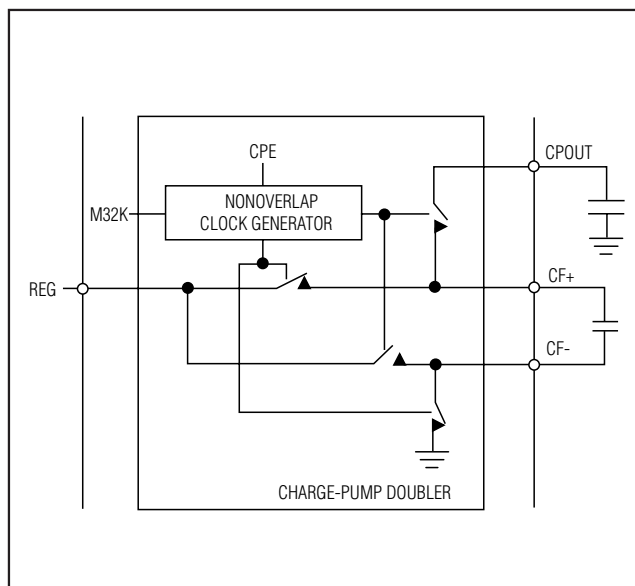 CPE
CPOUT
NONOVERLAP
CLOCK GENERATOR
M32K
REG
CF+
CF-
CHARGE-PUMP DOUBLER